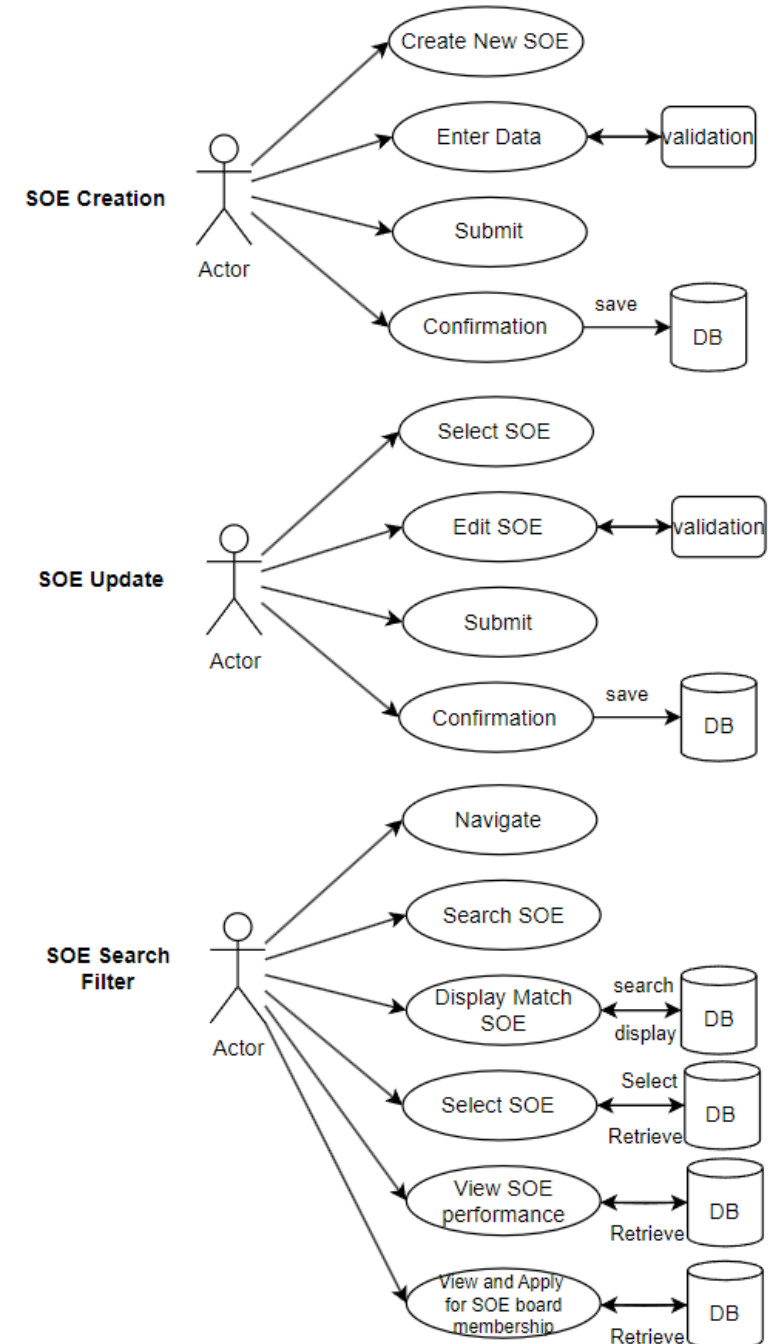 Create New SOE
Enter Data
validation
SOE Creation
Submit
Actor
save
Confirmation
DB
Select SOE
Edit SOE
validation
SOE Update
Submit
Actor
save
Confirmation
DB
Navigate
Search SOE
SOE Search
Filter
Actor
Display Match
SOE
search
display
DB
Select SOE
Select
Retrieve
DB
View SOE
performance
Retrieve
DB
View and Apply
for SOE board
membership
Retrieve
DB